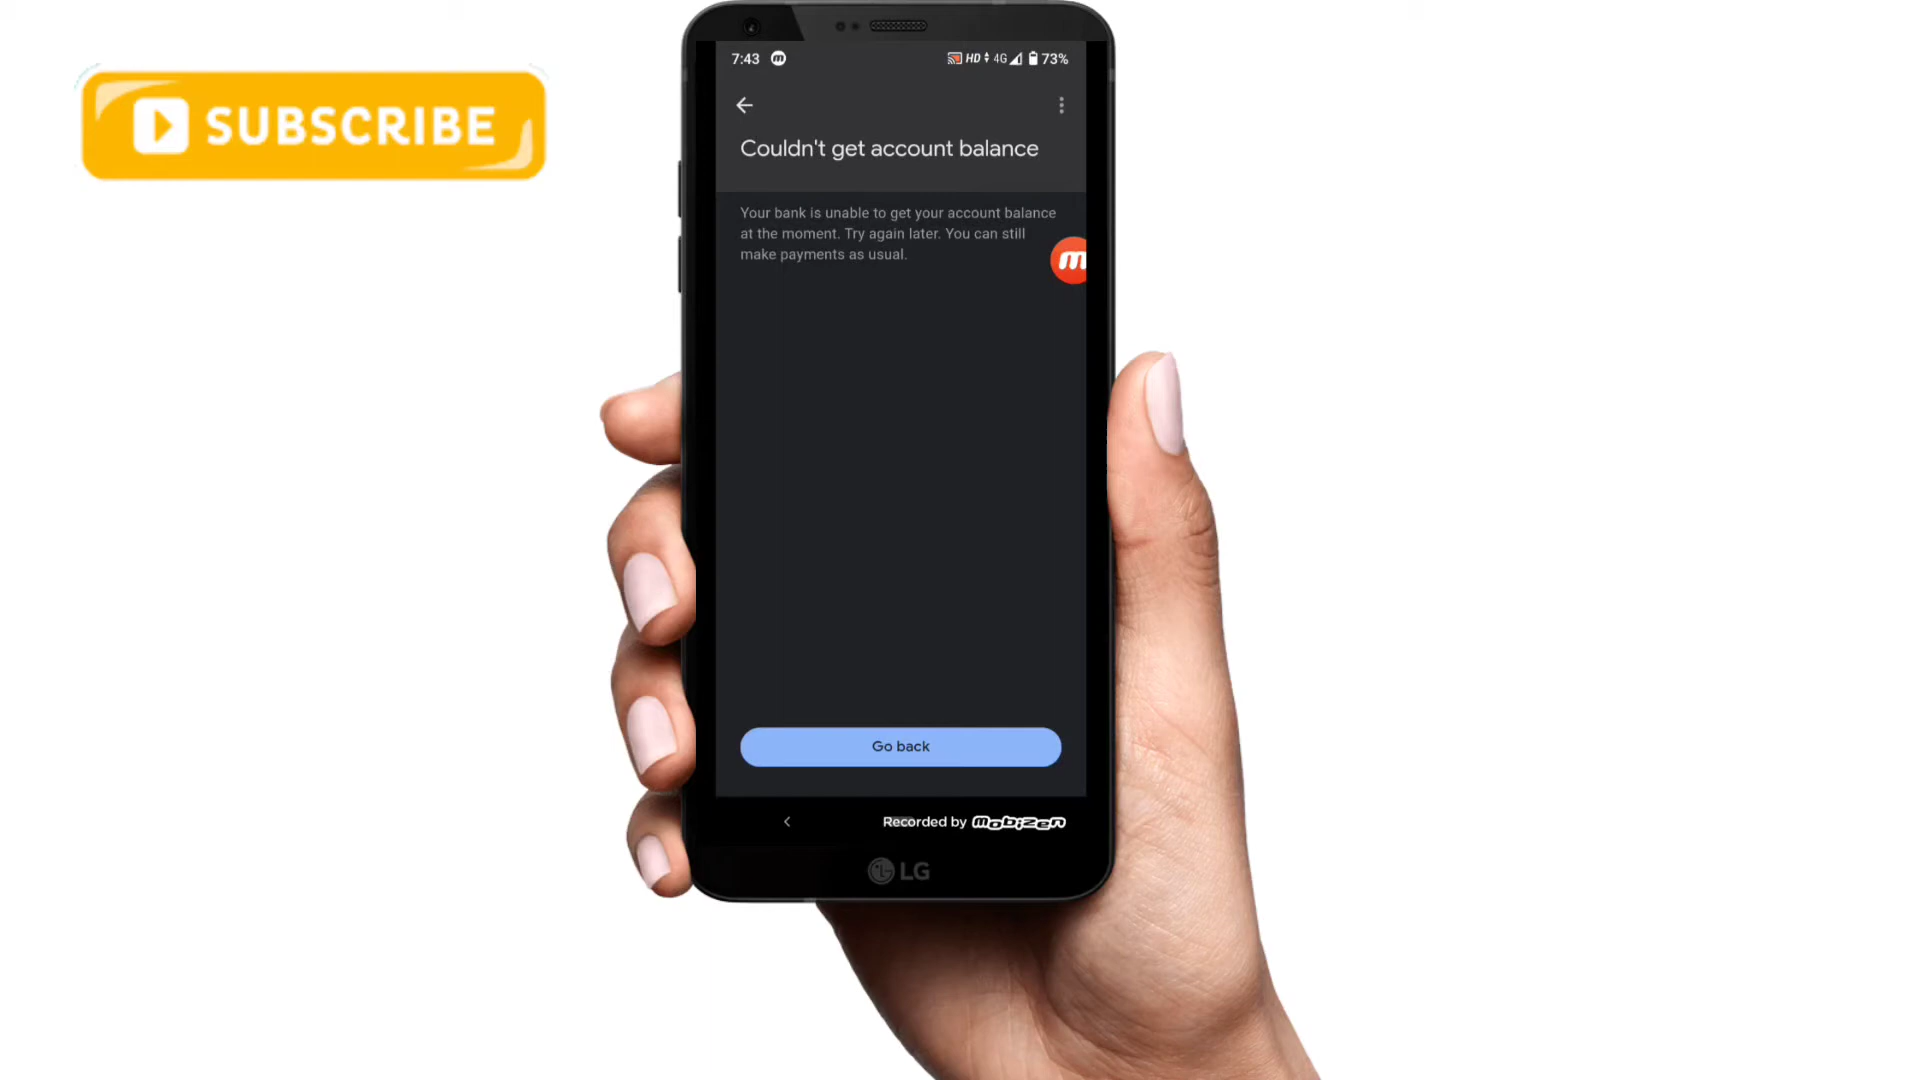 SUBSCRIBE
7:43 m HD 4G 73%
Couldn't get account balance
Your bank is unable to get your account balance
at the moment. Try again later. You can still
make payments as usual.
m
Go back
Recorded by mobizen
LG